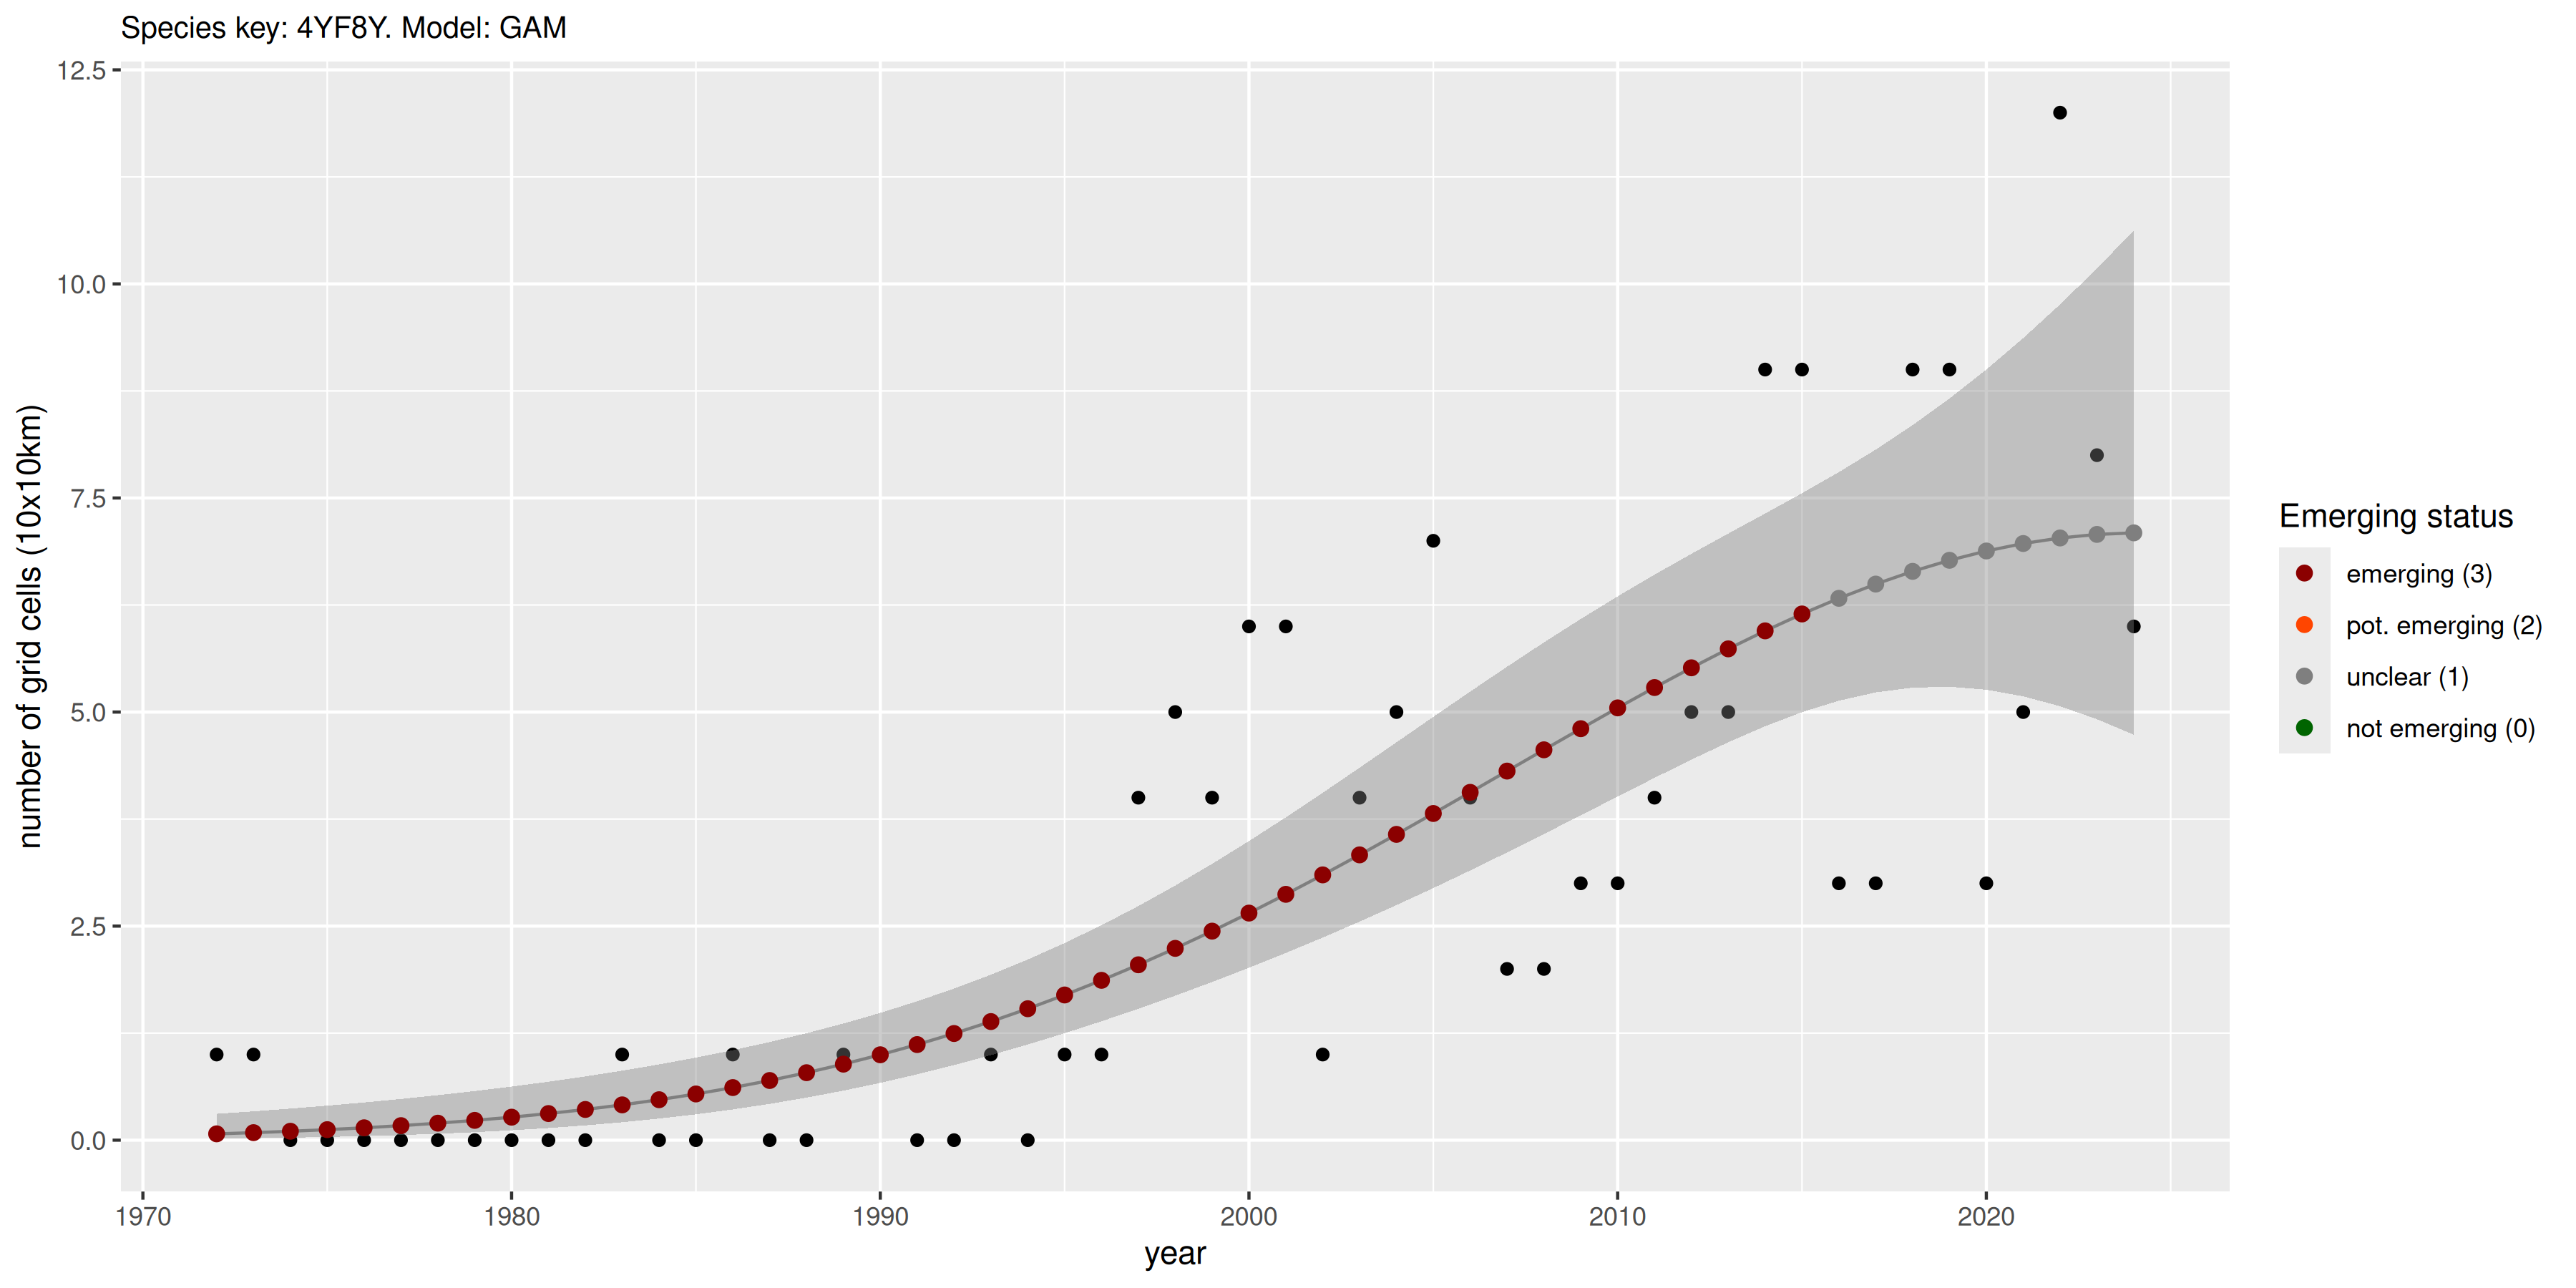 Species key: 4YF8Y. Model: GAM
12.5
10.0
7.5
5.0
2.5
0.0
number of grid cells (10x10km)
1970 1980 1990 2000 2010 2020
year
Emerging status
emerging (3)
pot. emerging (2)
unclear (1)
not emerging (0)